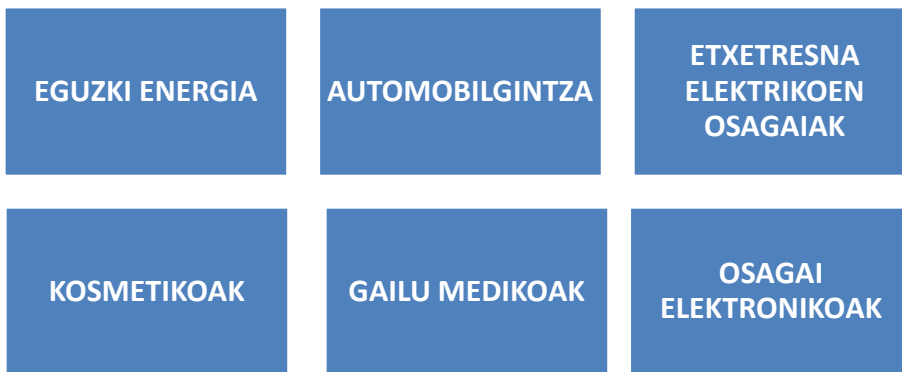 EGUZKI ENERGIA
AUTOMOBILGINTZA
ETXETRESNA
ELEKTRIKOEN
OSAGAIAK
KOSMETIKOAK
GAILU MEDIKOAK
OSAGAI
ELEKTRONIKOAK